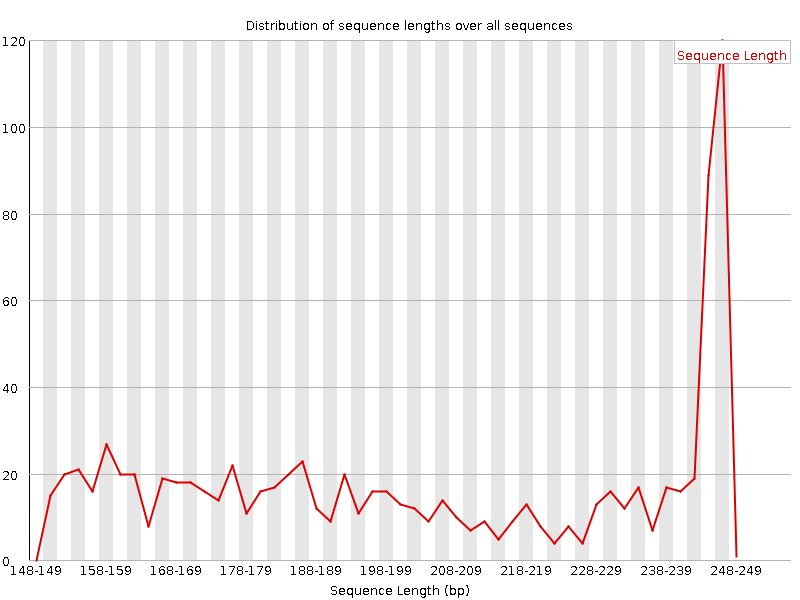 Distribution of sequence lengths over all sequences
120
Sequence Length
100
80
60
40
20
0
148-149 158-159 168-169 178-179 188-189 198-199 208-209 218-219 228-229 238-239 248-249
Sequence Length (bp)